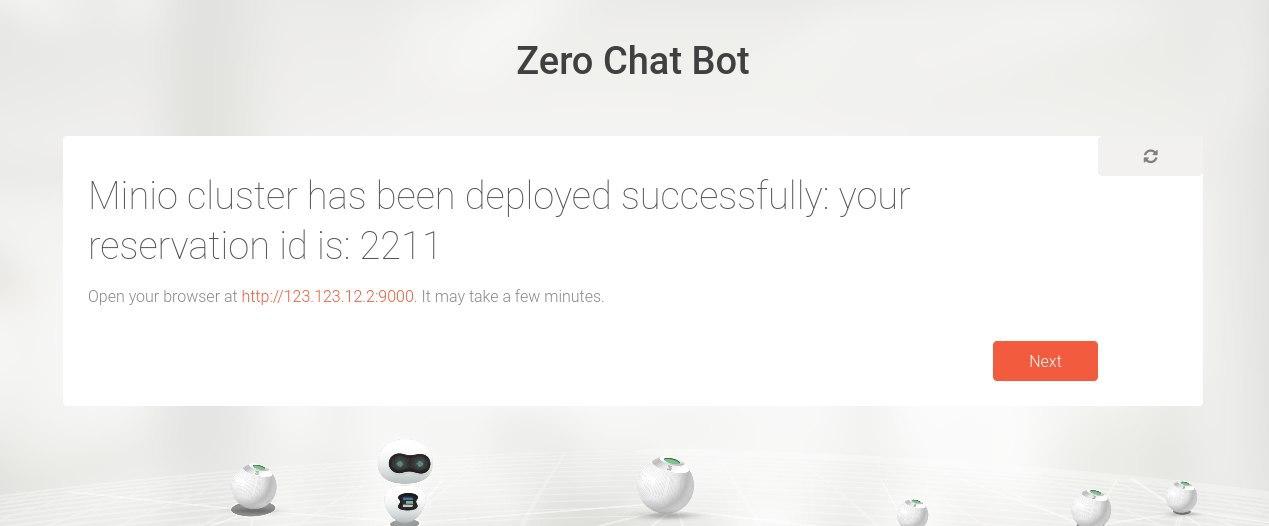 Zero Chat Bot
Minio cluster has been deployed successfully: your
reservation id is: 2211
Open your browser at http://123.123.12.2:9000. It may take a few minutes.
Next